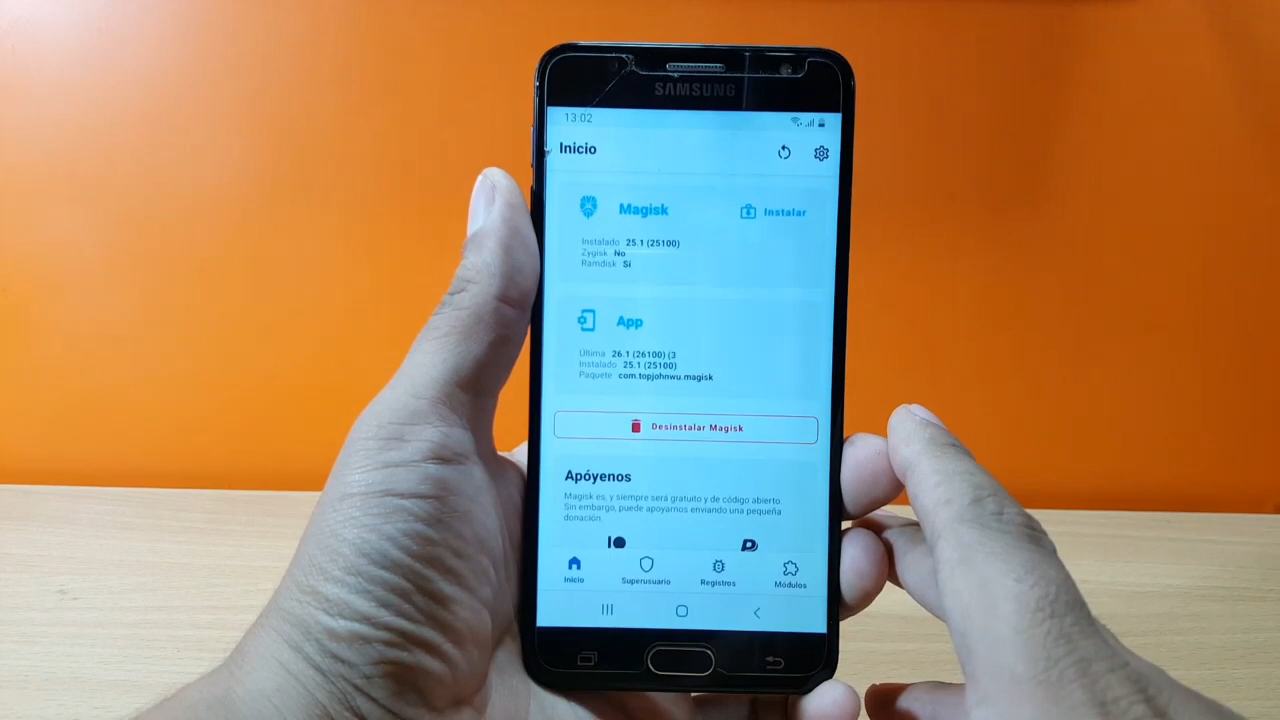 SAMSUNG
13:02
Inicio
Magisk
Instalar
Instalado 25.1 (25100)
Zygisk No
Ramdisk Sí
App
Última 26.1 (26100) (3
Instalado 25.1 (25100)
Paquete com.topjohnwu.magisk
Desinstalar Magisk
Apóyenos
Magisk es, y siempre será gratuito y de código abierto.
Sin embargo, puede apoyarnos enviando una pequeña
donación.
Inicio
Superusuario
Registros
Módulos